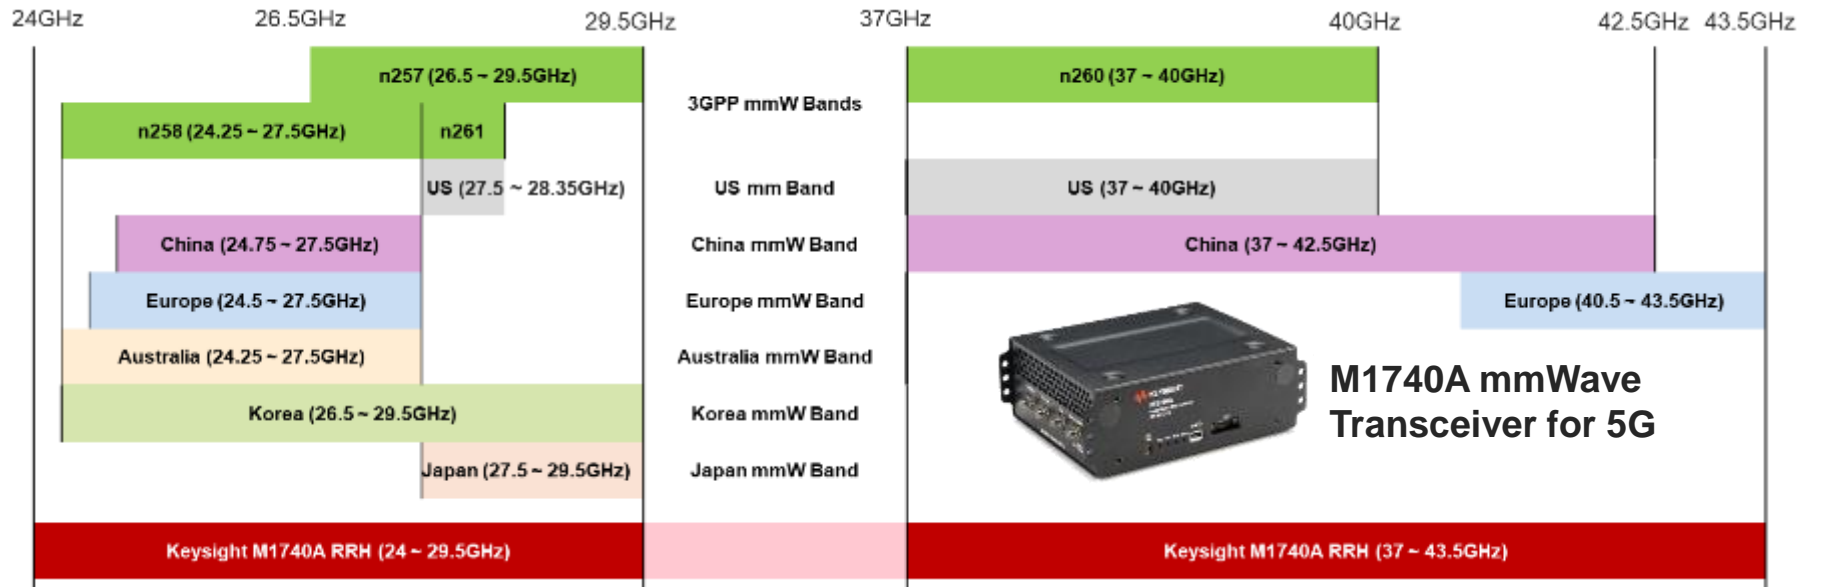 24GHz 26.5GHz 29.5GHz 37GHz 40GHz 42.5GHz 43.5GHz
n257 (26.5 ~ 29.5GHz) n260 (37 ~ 40GHz)
3GPP mmW Bands
n258 (24.25 ~ 27.5GHz) n261
US (27.5 ~ 28.35GHz) US mm Band US (37 ~ 40GHz)
China (24.75 ~ 27.5GHz) China mmW Band China (37 ~ 42.5GHz)
Europe (24.5 ~ 27.5GHz) Europe mmW Band Europe (40.5 ~ 43.5GHz)
Australia (24.25 ~ 27.5GHz) Australia mmW Band
M1740A mmWave
Transceiver for 5G
Korea (26.5 ~ 29.5GHz) Korea mmW Band
Japan (27.5 ~ 29.5GHz) Japan mmW Band
Keysight M1740A RRH (24 ~ 29.5GHz) Keysight M1740A RRH (37 ~ 43.5GHz)